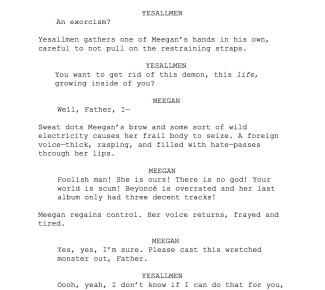 YESALLMEN
An exorcism?
Yesallmen gathers one of Meegan's hands in his own,
careful to not pull on the restraining straps.
YESALLMEN
You want to get rid of this demon, this life,
growing inside of you?
MEEGAN
Well, Father, I—
Sweat dots Meegan's brow and some sort of wild
electricity causes her frail body to seize. A foreign
voice—thick, rasping, and filled with hate—passes
through her lips.
MEEGAN
Foolish man! She is ours! There is no god! Your
world is scum! Beyoncé is overrated and her last
album only had three decent tracks!
Meegan regains control. Her voice returns, frayed and
tired.
MEEGAN
Yes, yes, I'm sure. Please cast this wretched
monster out, Father.
YESALLMEN
Oooh, yeah, I don't know if I can do that for you,